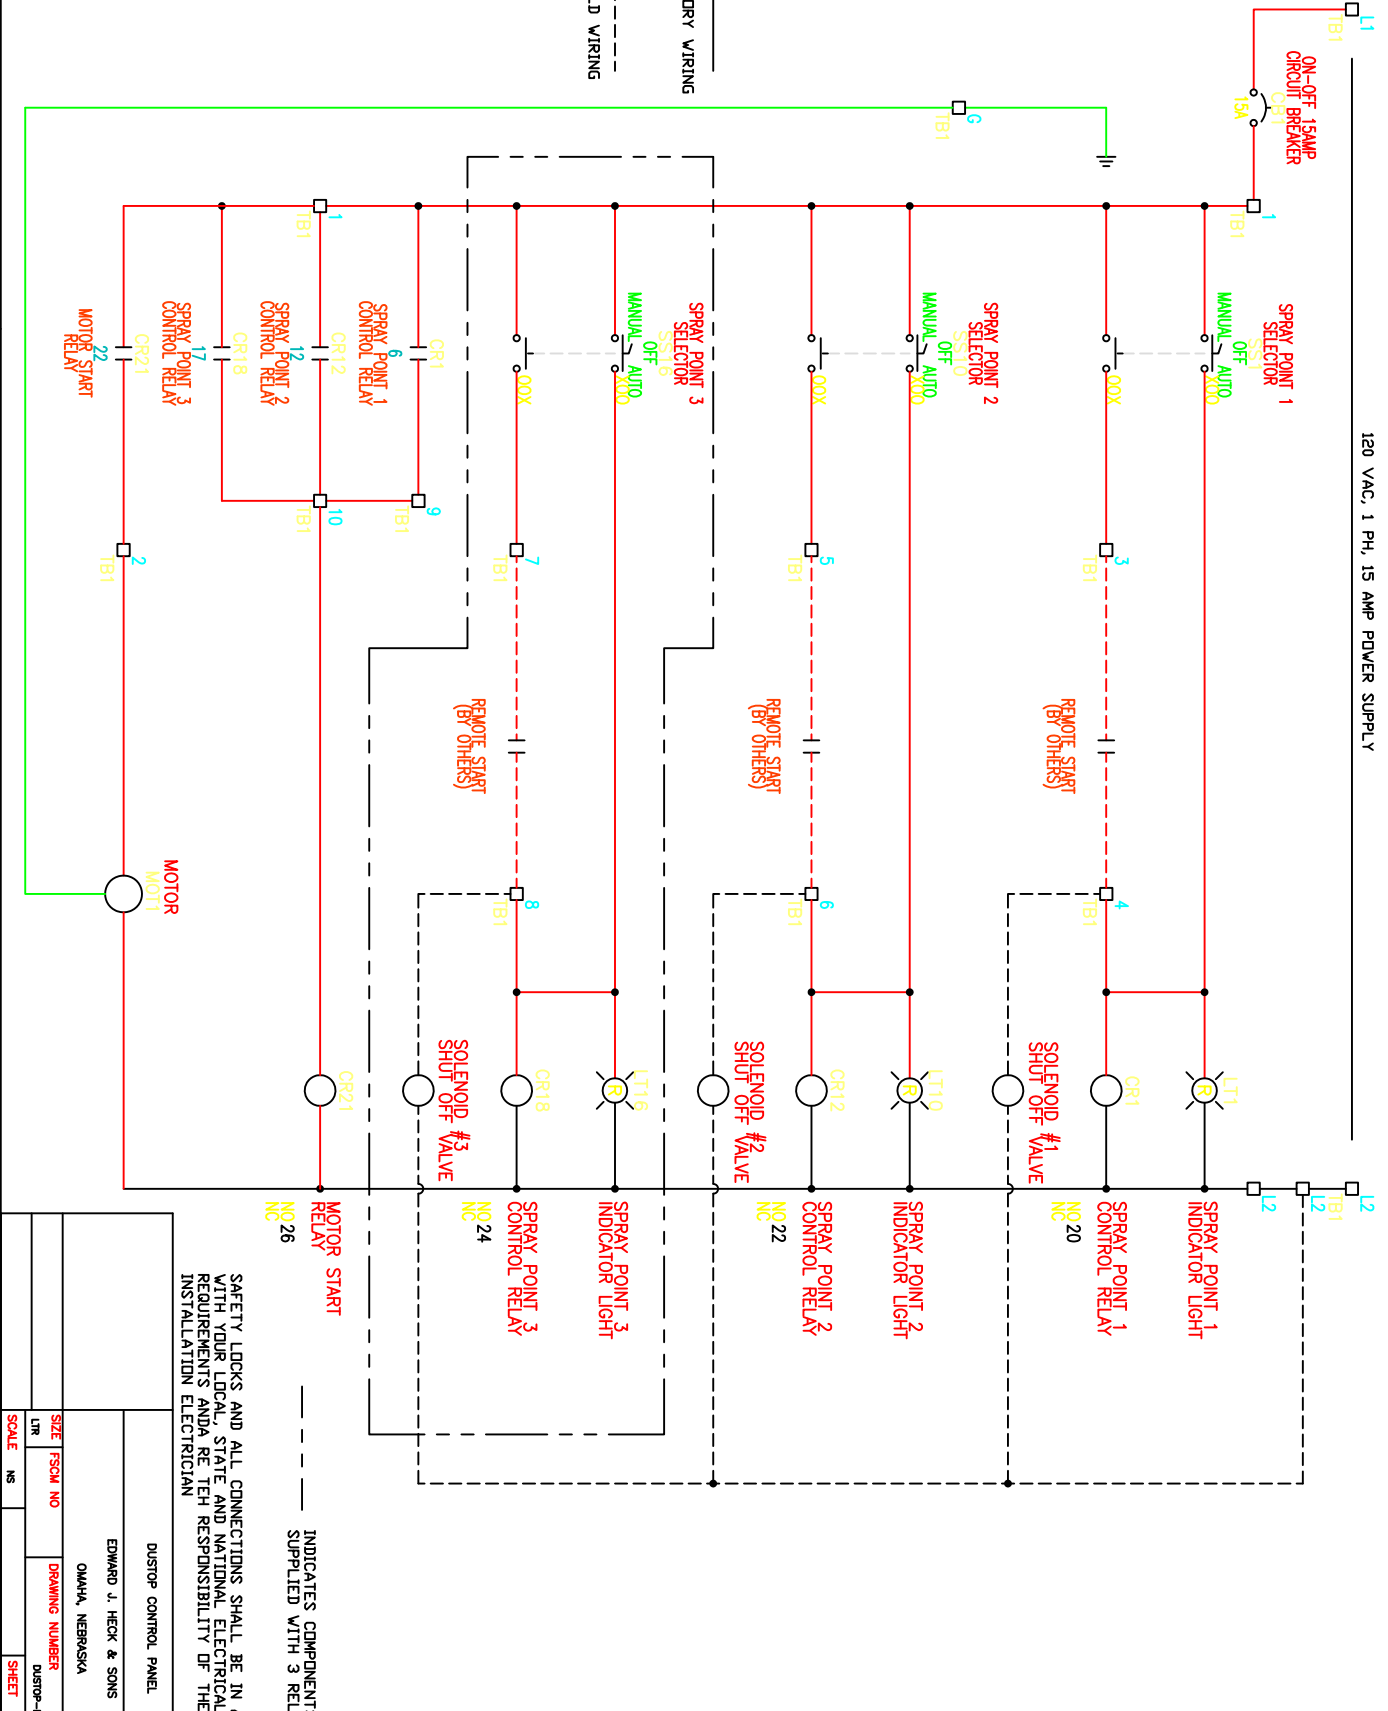 L1
TB1
120 VAC, 1 PH, 15 AMP POWER SUPPLY
L2
TB1
L2
L2
ON-OFF 15AMP
CIRCUIT BREAKER
CB1
15A
1
TB1
G
TB1
WIRING
WIRING
SPRAY POINT 1
SELECTOR
SS1
MANUAL OFF AUTO
XOO
LT1
R
SPRAY POINT 1
INDICATOR LIGHT
OOX
3
TB1
REMOTE START
(BY OTHERS)
4
TB1
CR1
SPRAY POINT 1
CONTROL RELAY
NO 20
NC
SOLENOID #1
SHUT OFF VALVE
SPRAY POINT 2
SELECTOR
SS10
MANUAL OFF AUTO
XOO
LT10
R
SPRAY POINT 2
INDICATOR LIGHT
OOX
5
TB1
REMOTE START
(BY OTHERS)
6
TB1
CR12
SPRAY POINT 2
CONTROL RELAY
NO 22
NC
SOLENOID #2
SHUT OFF VALVE
SPRAY POINT 3
SELECTOR
SS16
MANUAL OFF AUTO
XOO
LT16
R
SPRAY POINT 3
INDICATOR LIGHT
OOX
7
TB1
REMOTE START
(BY OTHERS)
8
TB1
CR18
SPRAY POINT 3
CONTROL RELAY
NO 24
NC
SOLENOID #3
SHUT OFF VALVE
CR1
6
SPRAY POINT 1
CONTROL RELAY
9
TB1
1
TB1
CR12
12
SPRAY POINT 2
CONTROL RELAY
10
TB1
CR21
MOTOR START
RELAY
NO 26
NC
CR18
17
SPRAY POINT 3
CONTROL RELAY
CR21
22
MOTOR START
RELAY
2
TB1
MOTOR
MOT1
INDICATES
SUPPLIED WITH 3
SAFETY LOCKS AND ALL CONNECTIONS SHALL BE IN
WITH YOUR LOCAL, STATE AND NATIONAL ELECTRICAL
REQUIREMENTS ANDA RE TEH RESPONSIBILITY OF THE
INSTALLATION ELECTRICIAN
DUSTOP CONTROL PANEL
EDWARD J. HECK & SONS
OMAHA, NEBRASKA
SIZE
LTR
FSCM NO
DRAWING NUMBER
SCALE NS
SHEET